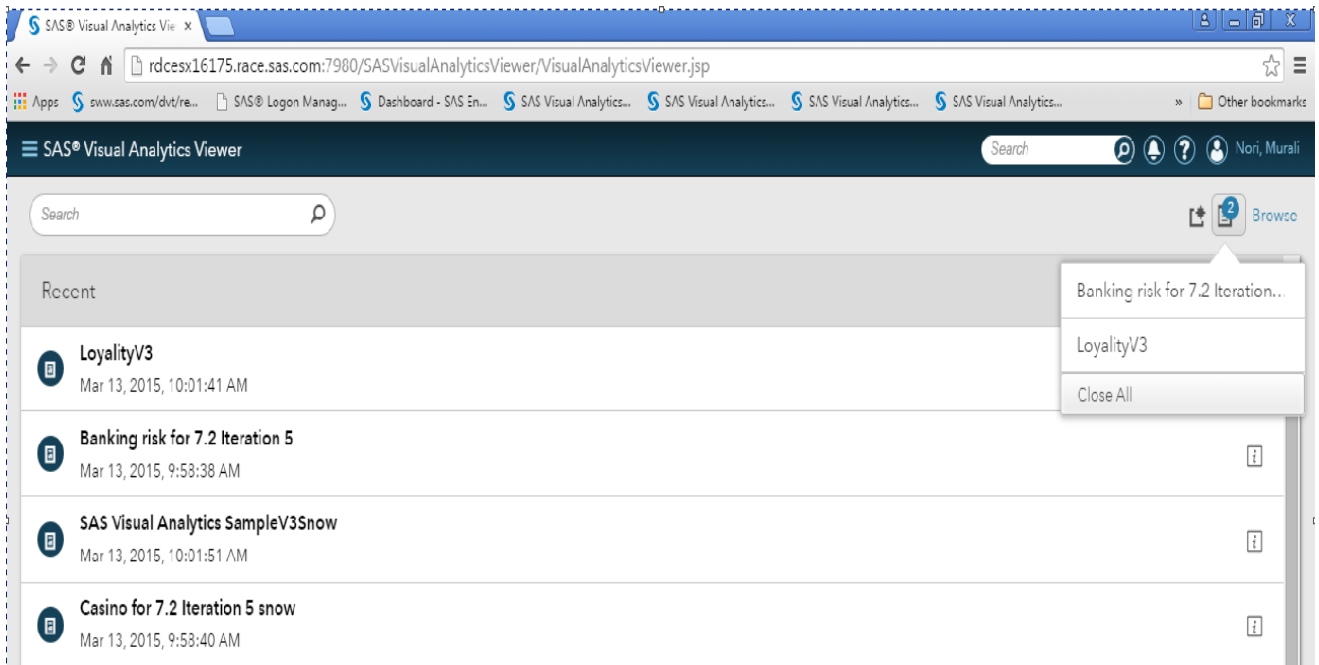 SAS® Visual Analytics Vie ×
rdcesx16175.race.sas.com:7980/SASVisualAnalyticsViewer/VisualAnalyticsViewer.jsp
Apps sww.sas.com/dvt/re... SAS® Logon Manag... Dashboard - SAS En... SAS Visual Analytics... SAS Visual Analytics... SAS Visual Analytics... SAS Visual Analytics... » Other bookmarks
SAS® Visual Analytics Viewer Search Nori, Murali
Search 2 Browse
Recent
Banking risk for 7.2 Iteration...
LoyalityV3
Close All
LoyalityV3
Mar 13, 2015, 10:01:41 AM
Banking risk for 7.2 Iteration 5
Mar 13, 2015, 9:58:38 AM
SAS Visual Analytics SampleV3Snow
Mar 13, 2015, 10:01:51 AM
Casino for 7.2 Iteration 5 snow
Mar 13, 2015, 9:58:40 AM